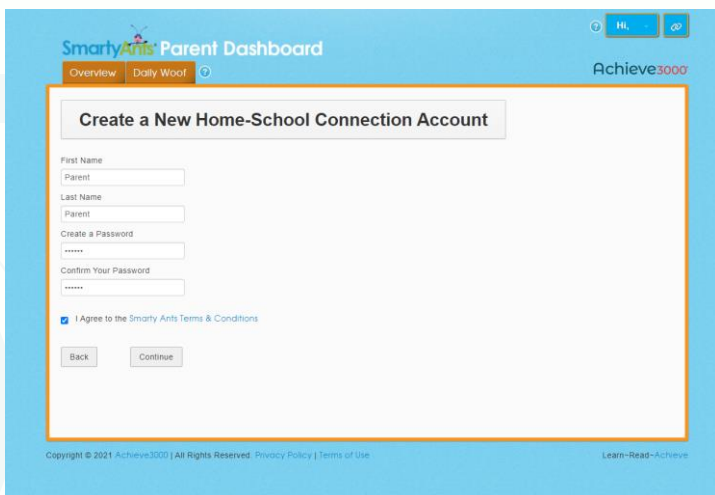 Hi,
SmartyAnts Parent Dashboard
Overview Daily Woof ?
Achieve3000
Create a New Home-School Connection Account
First Name
Parent
Last Name
Parent
Create a Password
••••••
Confirm Your Password
••••••
I Agree to the Smarty Ants Terms & Conditions
Back Continue
Copyright © 2021 Achieve3000 | All Rights Reserved. Privacy Policy | Terms of Use
Learn~Read~Achieve